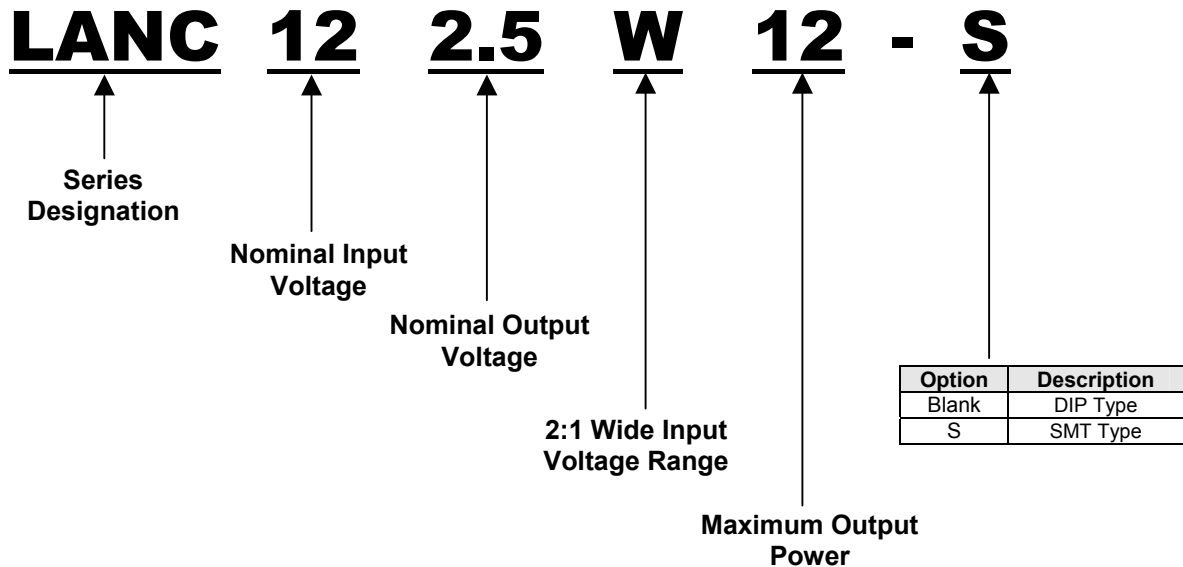 LANC 12 2.5 W 12 - S
Series
Designation
Nominal Input
Voltage
Nominal Output
Voltage
2:1 Wide Input
Voltage Range
Maximum Output
Power
Option Description
Blank DIP Type
S SMT Type